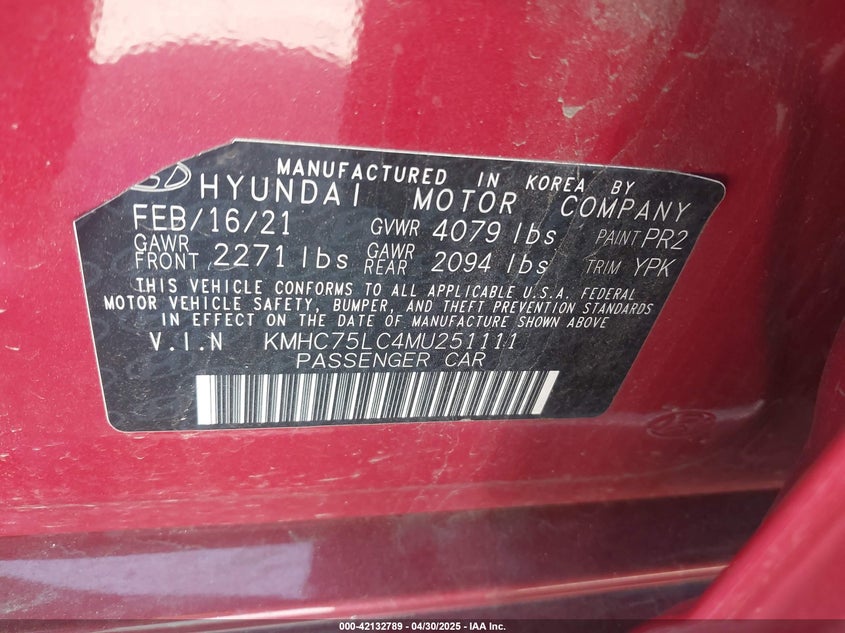 MANUFACTURED IN KOREA BY
HYUNDAI MOTOR COMPANY
FEB/16/21 GVWR 4079 lbs PAINT PR2
GAWR FRONT 2271 lbs GAWR REAR 2094 lbs TRIM YPK
THIS VEHICLE CONFORMS TO ALL APPLICABLE U.S.A. FEDERAL
MOTOR VEHICLE SAFETY, BUMPER, AND THEFT PREVENTION STANDARDS
IN EFFECT ON THE DATE OF MANUFACTURE SHOWN ABOVE
V.I.N KMHC75LC4MU251111
PASSENGER CAR
000-42132789 - 04/30/2025 - IAA Inc.